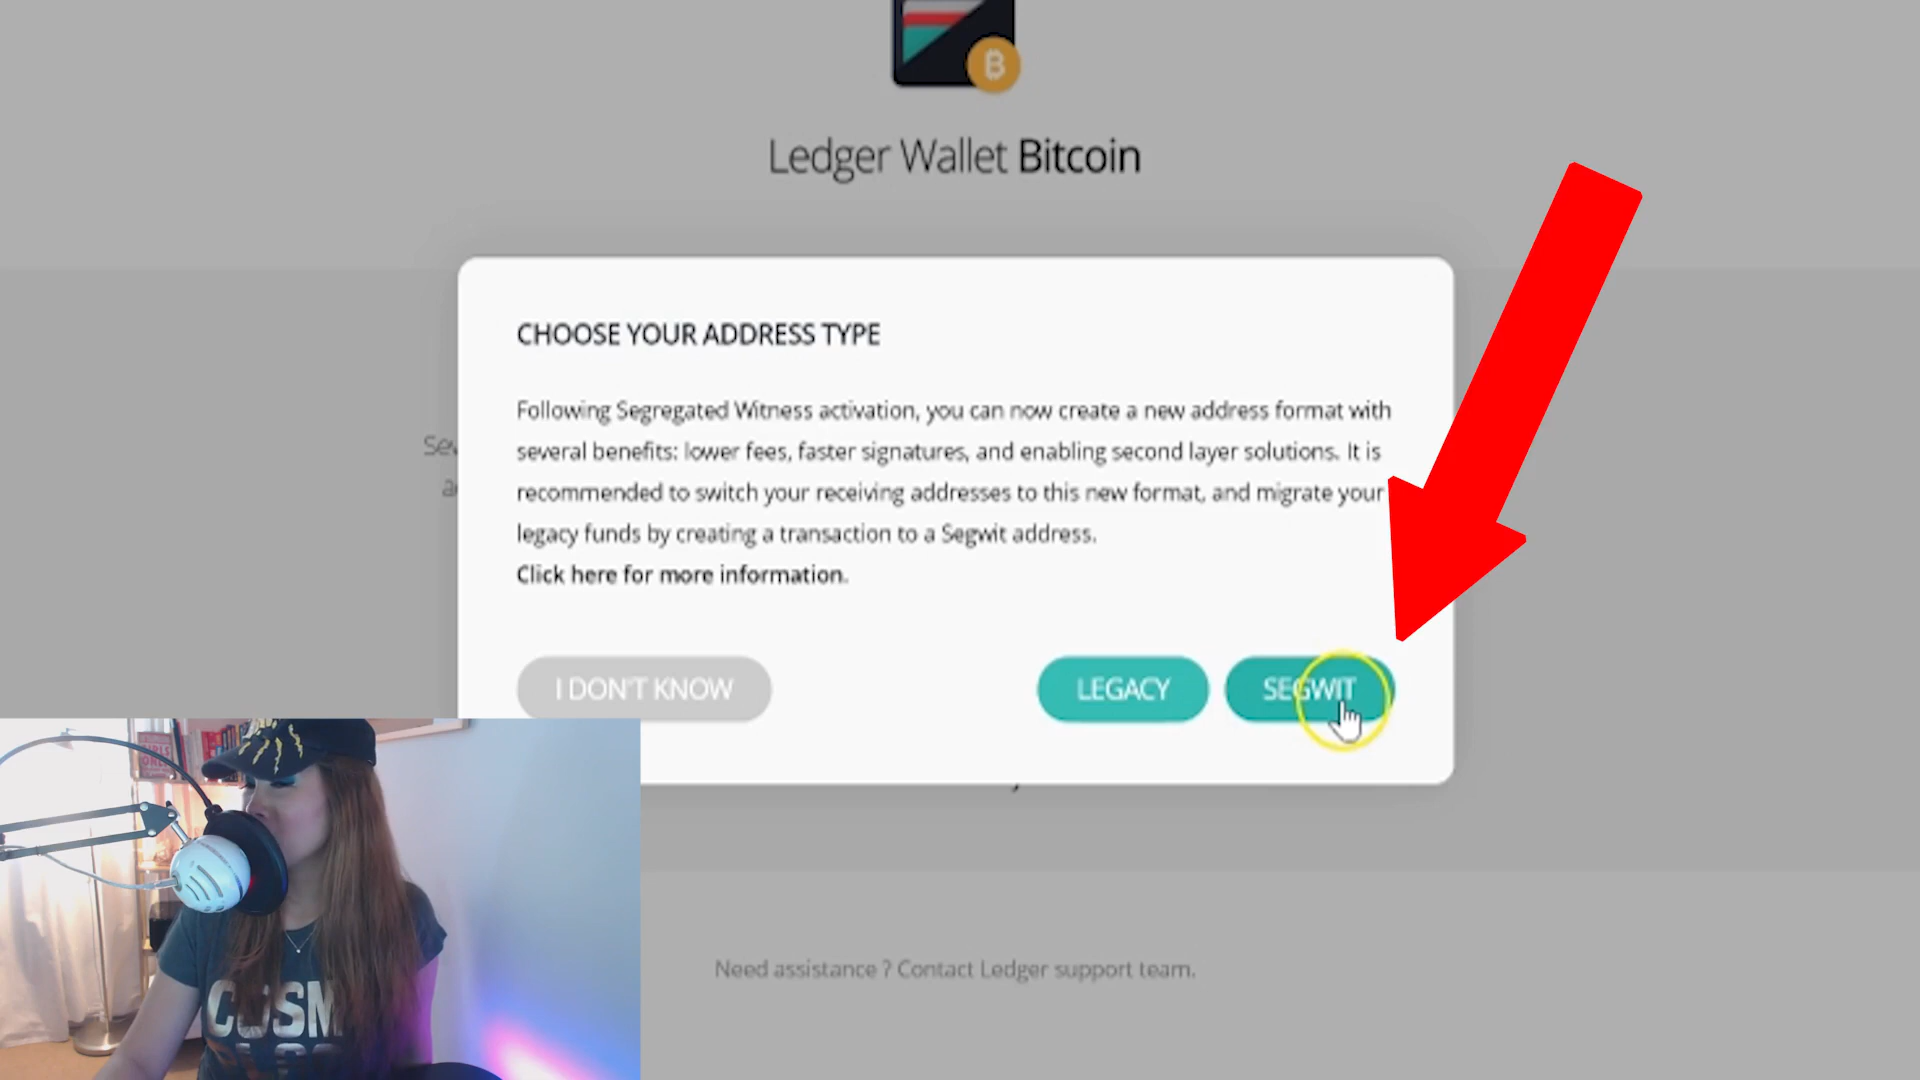 Ledger Wallet Bitcoin
CHOOSE YOUR ADDRESS TYPE
Following Segregated Witness activation, you can now create a new address format with
several benefits: lower fees, faster signatures, and enabling second layer solutions. It is
recommended to switch your receiving addresses to this new format, and migrate your
legacy funds by creating a transaction to a Segwit address.
Click here for more information.
I DON'T KNOW
LEGACY
SEGWIT
Need assistance ? Contact Ledger support team.
COSM